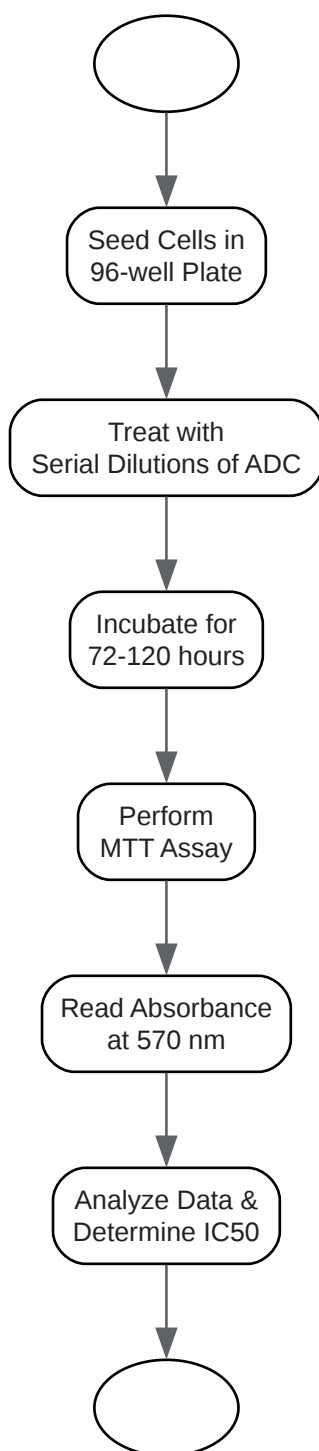 Seed Cells in
96-well Plate
Treat with
Serial Dilutions of ADC
Incubate for
72-120 hours
Perform
MTT Assay
Read Absorbance
at 570 nm
Analyze Data &
Determine IC50